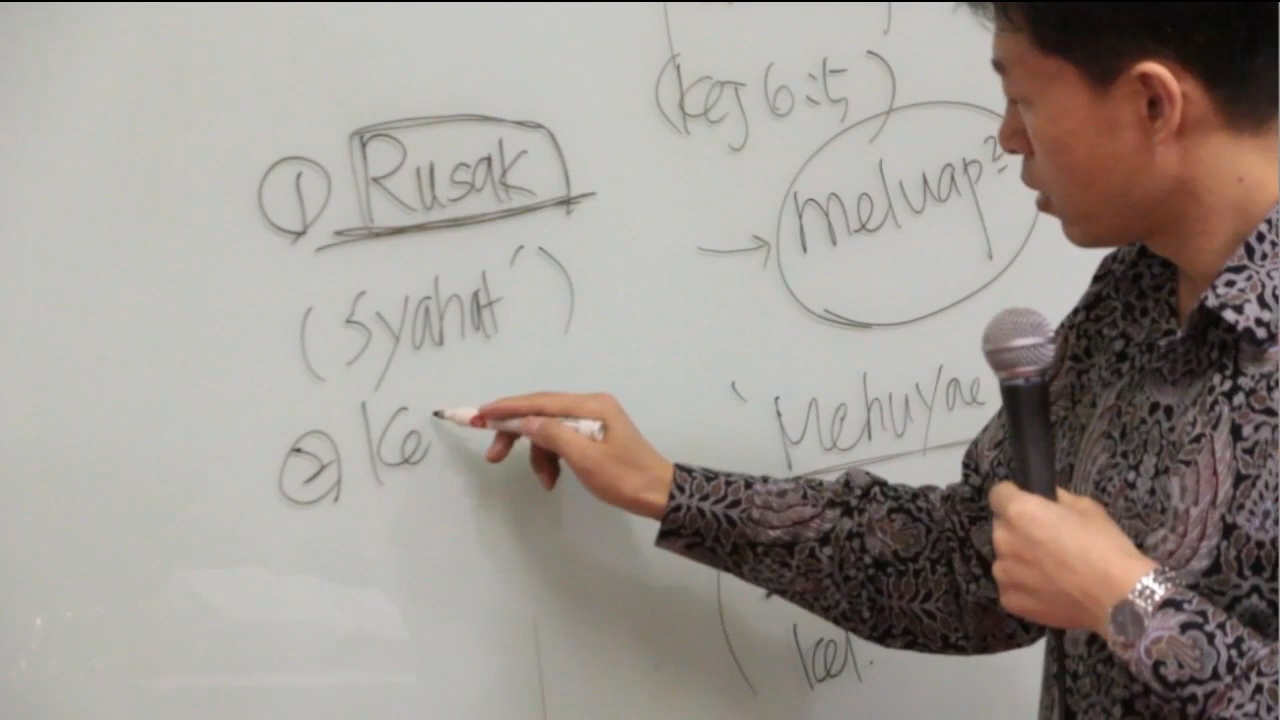 ① Rusak
(Syahat')
② Ke
(Kej 6:5)
→ meluap²
'Mehuyae
kel.